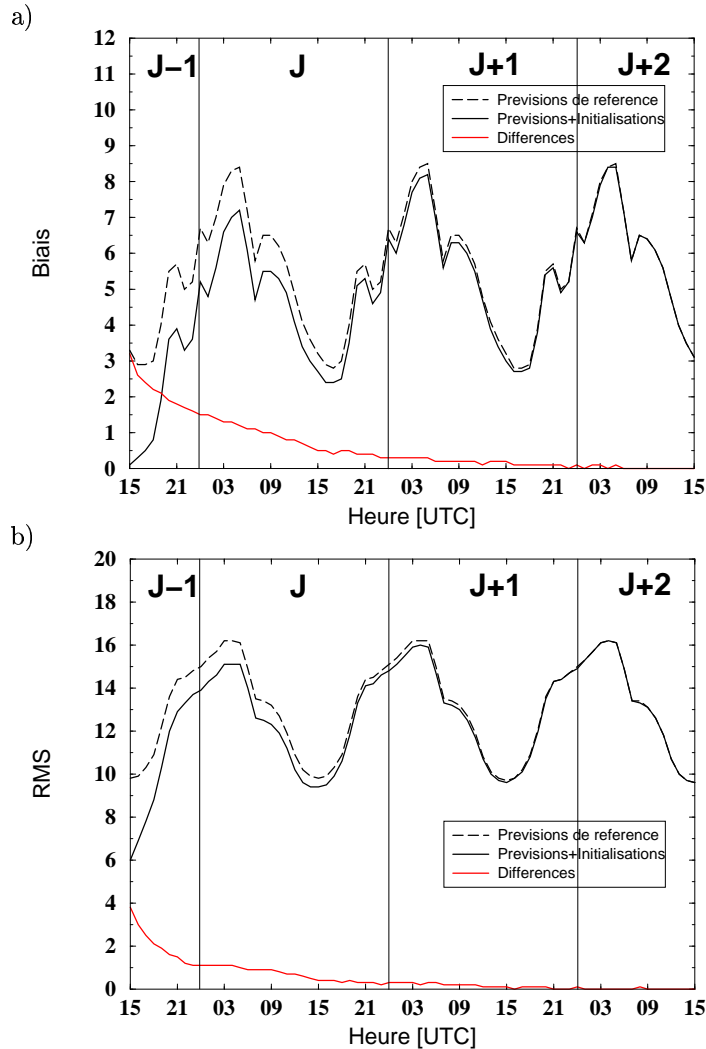 a)
12
11
10
9
8
7
6
5
4
3
2
1
0
Biais
J−1 J J+1 J+2
Previsions de reference
Previsions+Initialisations
Differences
15 21 03 09 15 21 03 09 15 21 03 09 15
Heure [UTC]
b)
20
18
16
14
12
10
8
6
4
2
0
RMS
J−1 J J+1 J+2
Previsions de reference
Previsions+Initialisations
Differences
15 21 03 09 15 21 03 09 15 21 03 09 15
Heure [UTC]